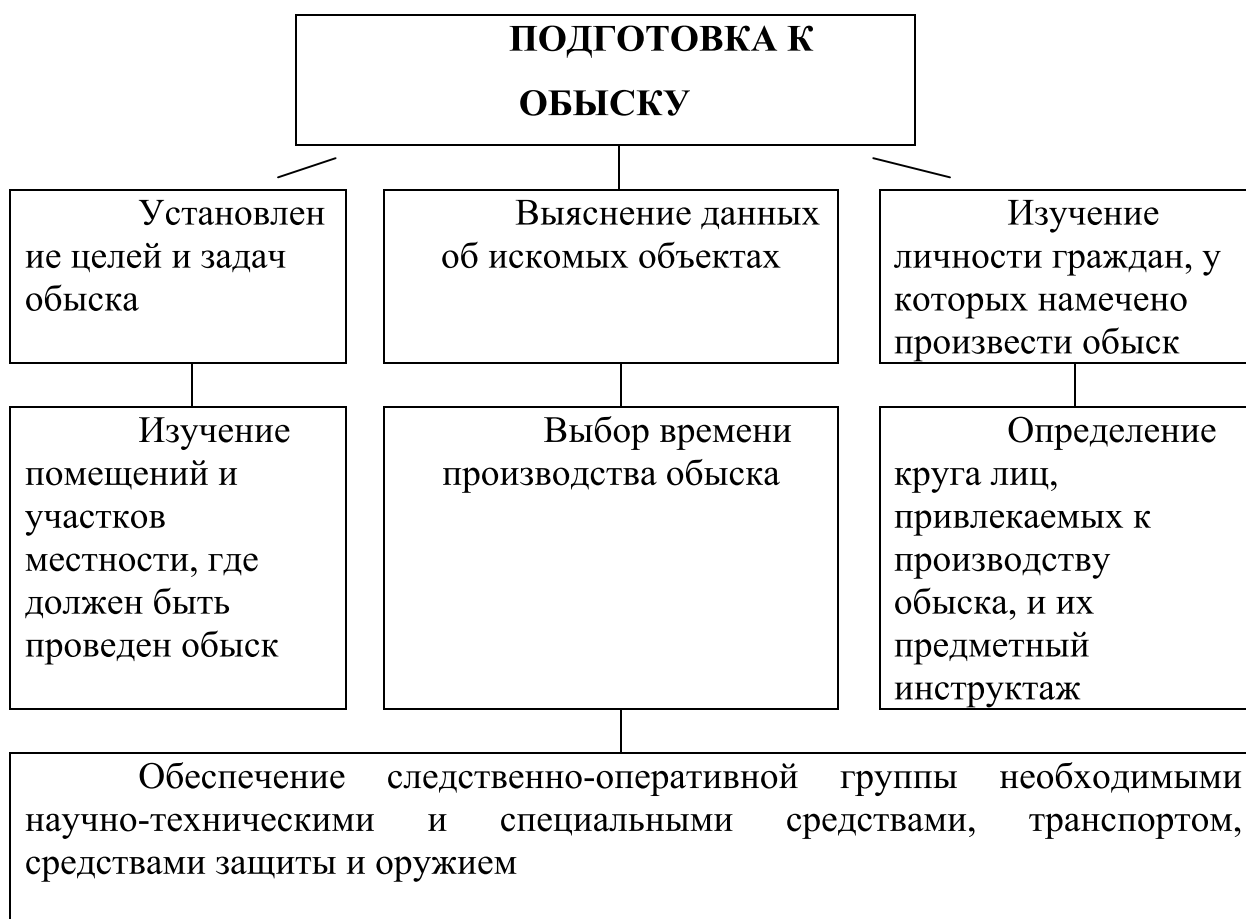 ПОДГОТОВКА К
ОБЫСКУ
Установлен
ие целей и задач
обыска
Выяснение данных
об искомых объектах
Изучение
личности граждан, у
которых намечено
произвести обыск
Изучение
помещений и
участков
местности, где
должен быть
проведен обыск
Выбор времени
производства обыска
Определение
круга лиц,
привлекаемых к
производству
обыска, и их
предметный
инструктаж
Обеспечение следственно-оперативной группы необходимыми
научно-техническими и специальными средствами, транспортом,
средствами защиты и оружием